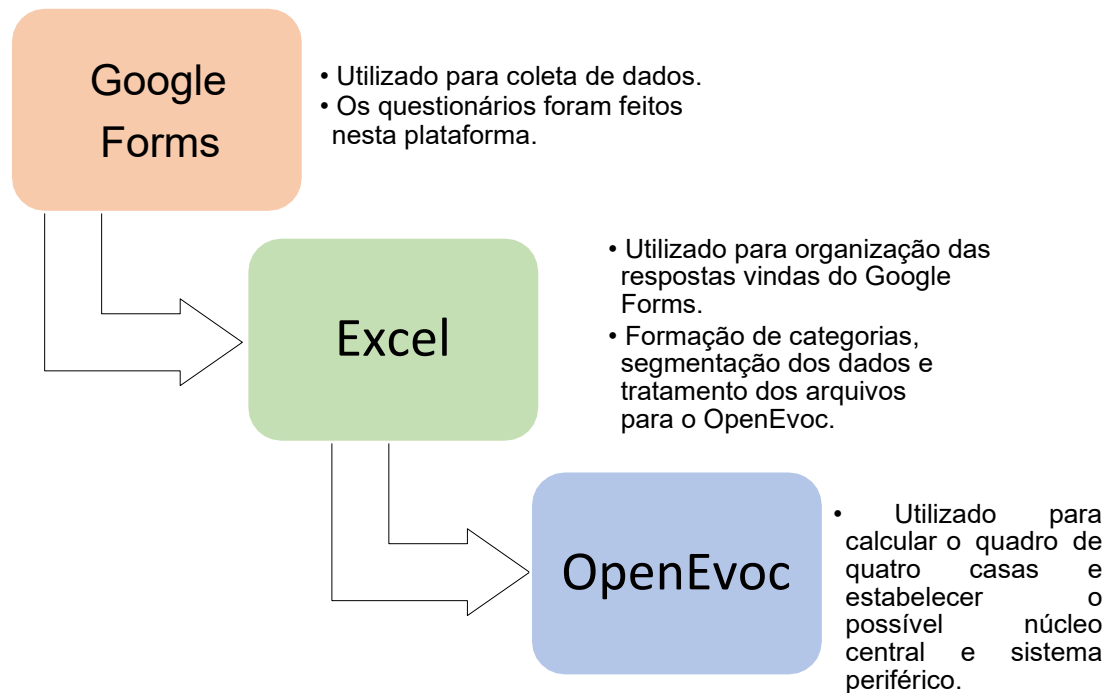 Google
Forms
• Utilizado para coleta de dados.
• Os questionários foram feitos
nesta plataforma.
Excel
• Utilizado para organização das
respostas vindas do Google
Forms.
• Formação de categorias,
segmentação dos dados e
tratamento dos arquivos
para o OpenEvoc.
OpenEvoc
• Utilizado para
calcular o quadro de
quatro casas e
estabelecer o
possível núcleo
central e sistema
periférico.